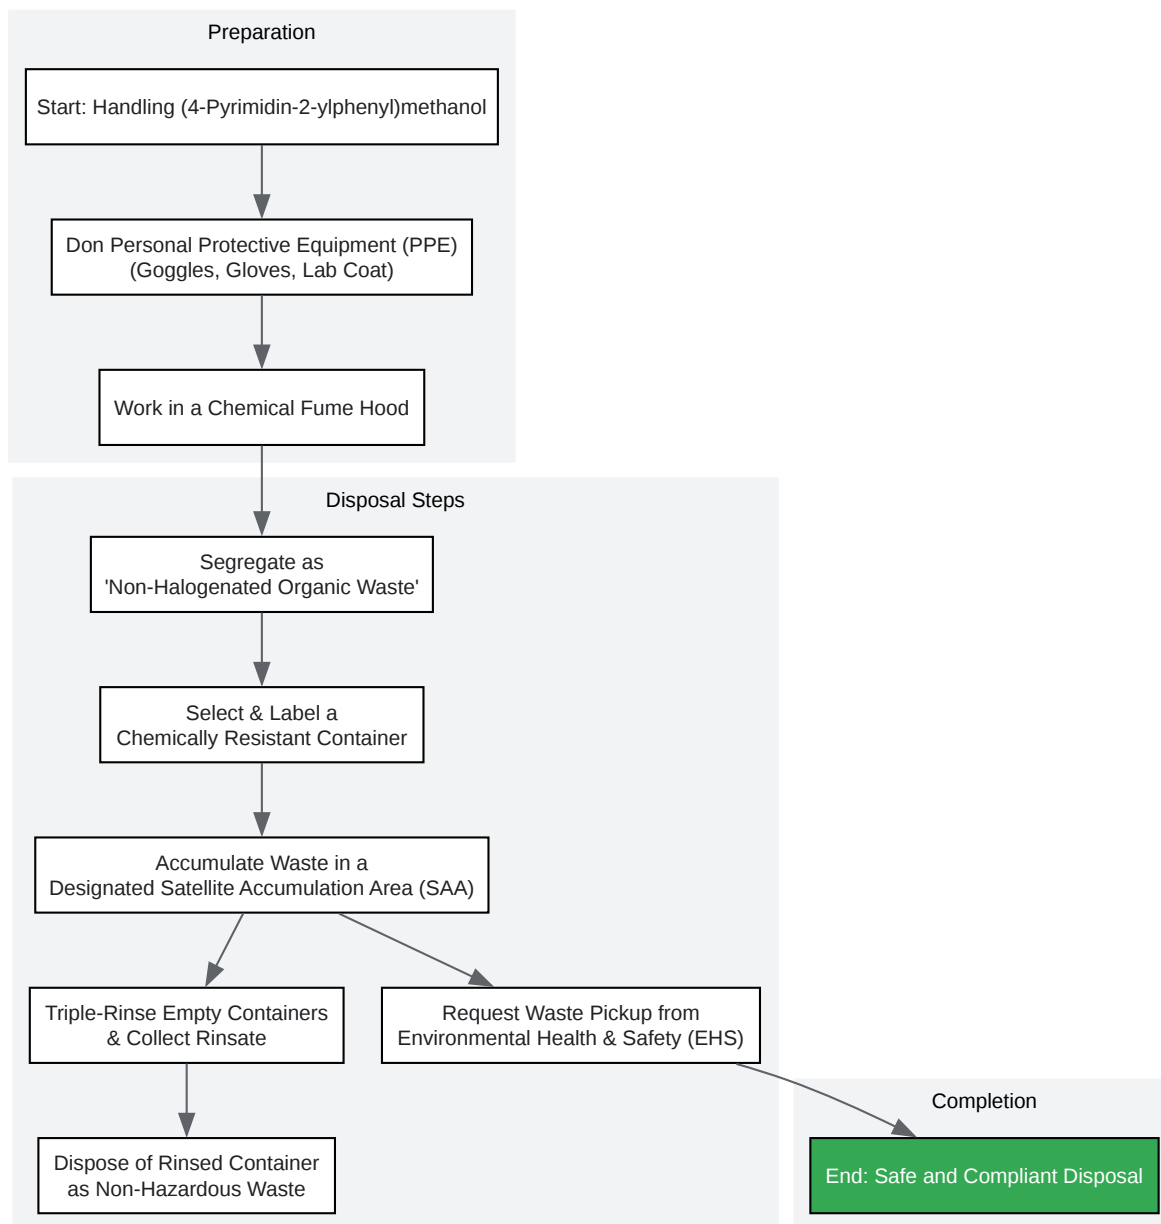 Preparation
Start: Handling (4-Pyrimidin-2-ylphenyl)methanol
Don Personal Protective Equipment (PPE)
(Goggles, Gloves, Lab Coat)
Work in a Chemical Fume Hood
Disposal Steps
Segregate as
'Non-Halogenated Organic Waste'
Select & Label a
Chemically Resistant Container
Accumulate Waste in a
Designated Satellite Accumulation Area (SAA)
Triple-Rinse Empty Containers
& Collect Rinsate
Request Waste Pickup from
Environmental Health & Safety (EHS)
Dispose of Rinsed Container
as Non-Hazardous Waste
Completion
End: Safe and Compliant Disposal